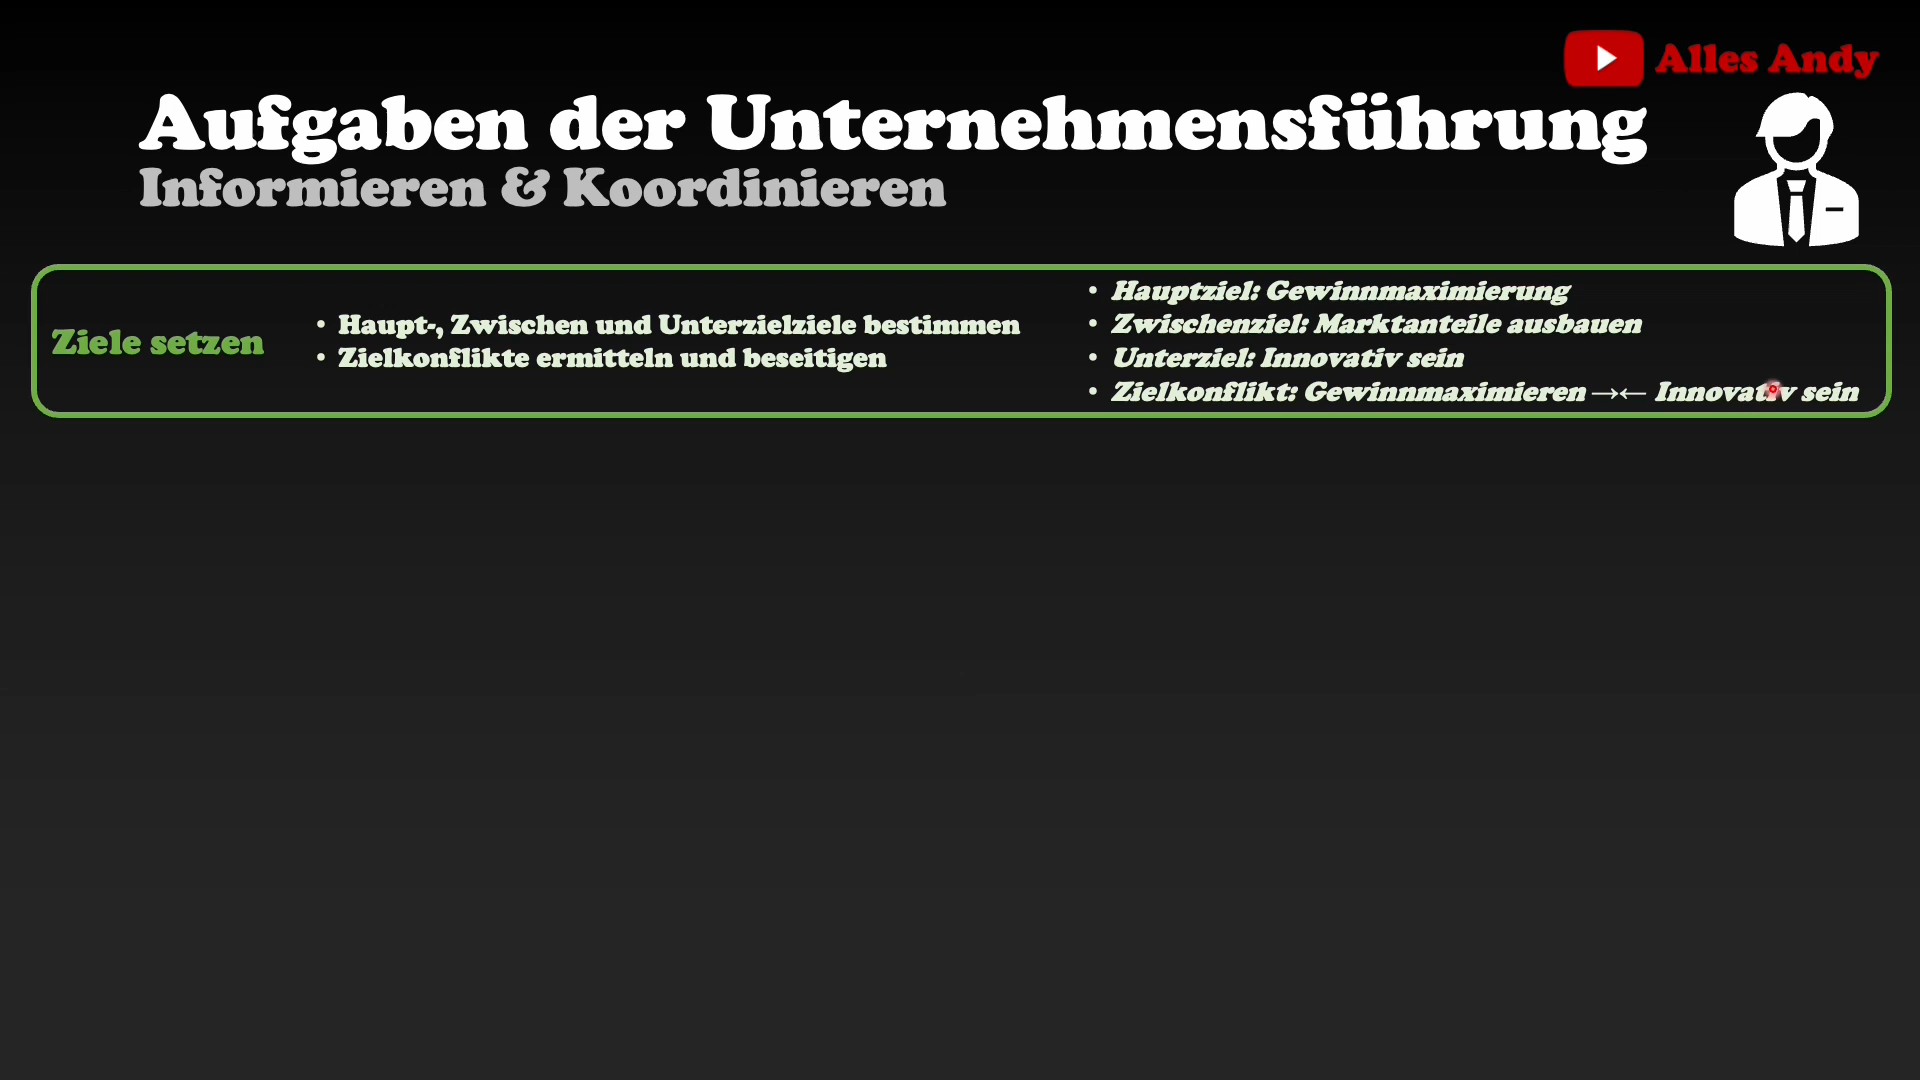 Alles Andy
Aufgaben der Unternehmensführung
Informieren & Koordinieren
Ziele setzen
• Haupt-, Zwischen und Unterzielziele bestimmen
• Zielkonflikte ermitteln und beseitigen
• Hauptziel: Gewinnmaximierung
• Zwischenziel: Marktanteile ausbauen
• Unterziel: Innovativ sein
• Zielkonflikt: Gewinnmaximieren →← Innovativ sein